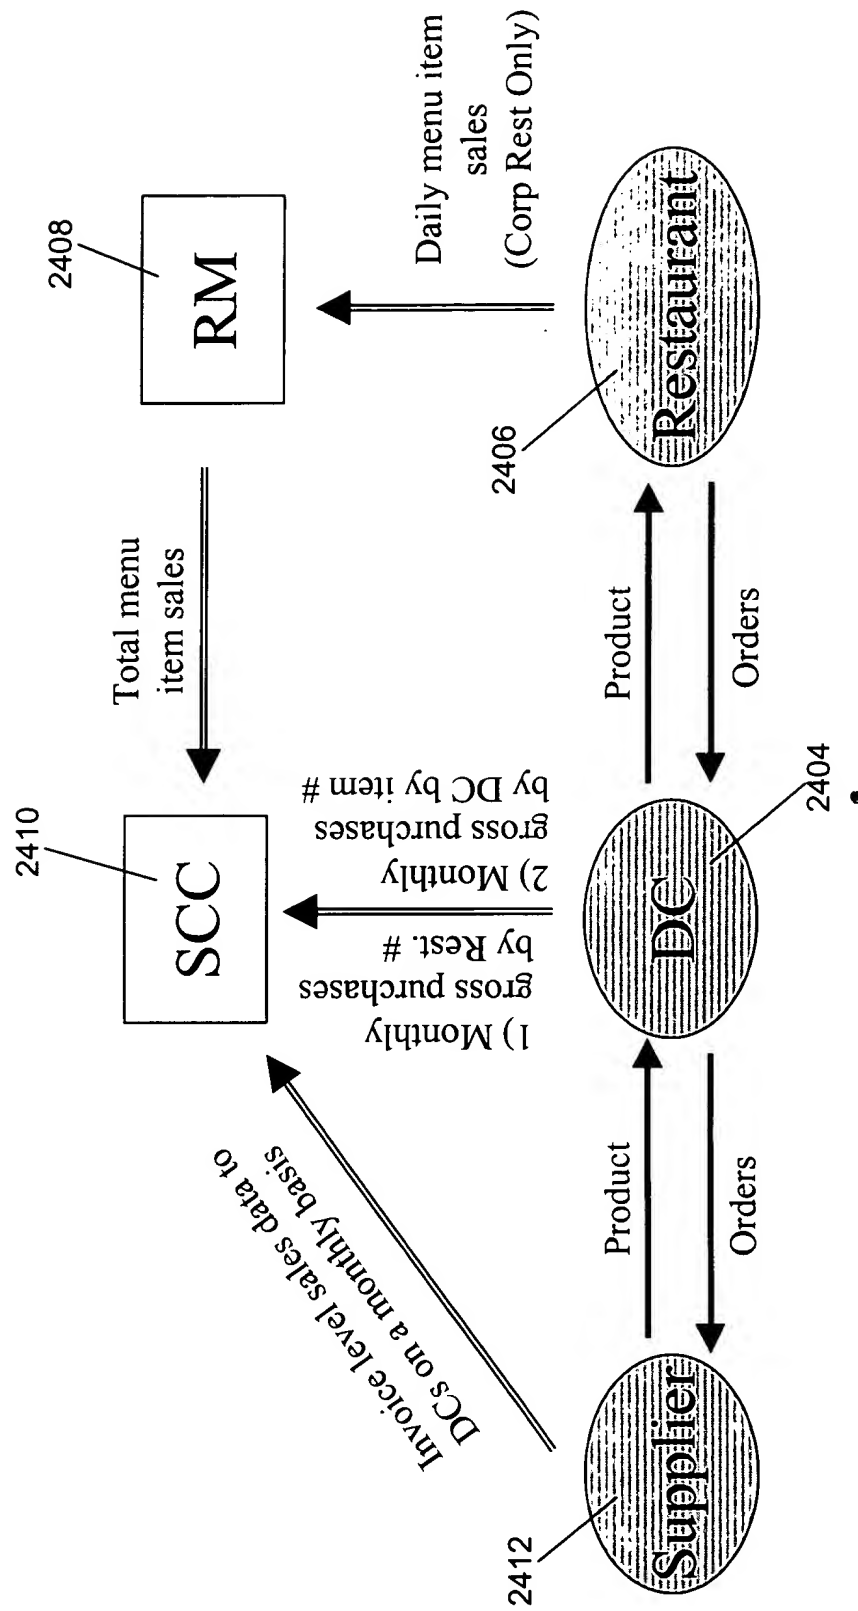 2410
SCC
Total menu
item sales
2408
RM
Invoice level sales data to
DCs on a monthly basis
1) Monthly
gross purchases
by Rest. #
2) Monthly
gross purchases
by DC by item #
Daily menu item
sales
(Corp Rest Only)
2412
Supplier
Product
Orders
DC
2404
Product
Orders
2406
Restaurant